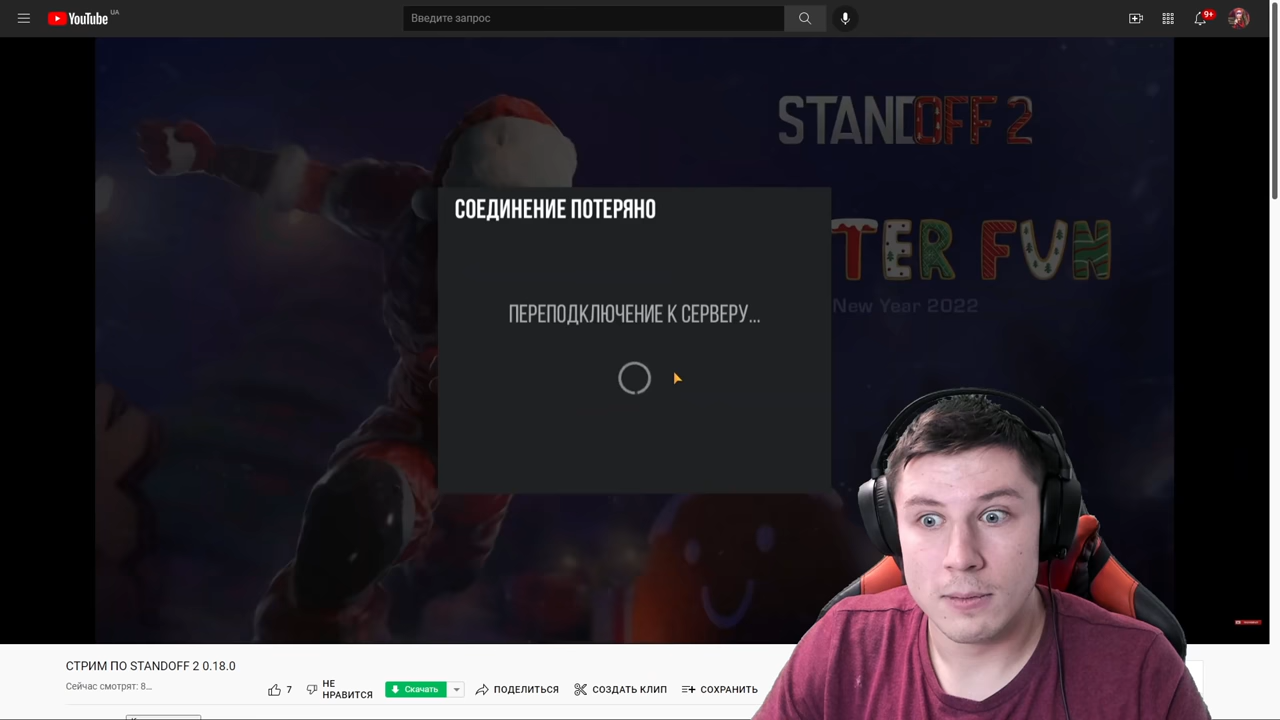 YouTube UA
Введите запрос
9+
STANDOFF 2
TER FUN
New Year 2022
СОЕДИНЕНИЕ ПОТЕРЯНО
ПЕРЕПОДКЛЮЧЕНИЕ К СЕРВЕРУ...
СТРИМ ПО STANDOFF 2 0.18.0
Сейчас смотрят: 8...
7
НЕ
НРАВИТСЯ
Скачать
ПОДЕЛИТЬСЯ
СОЗДАТЬ КЛИП
СОХРАНИТЬ